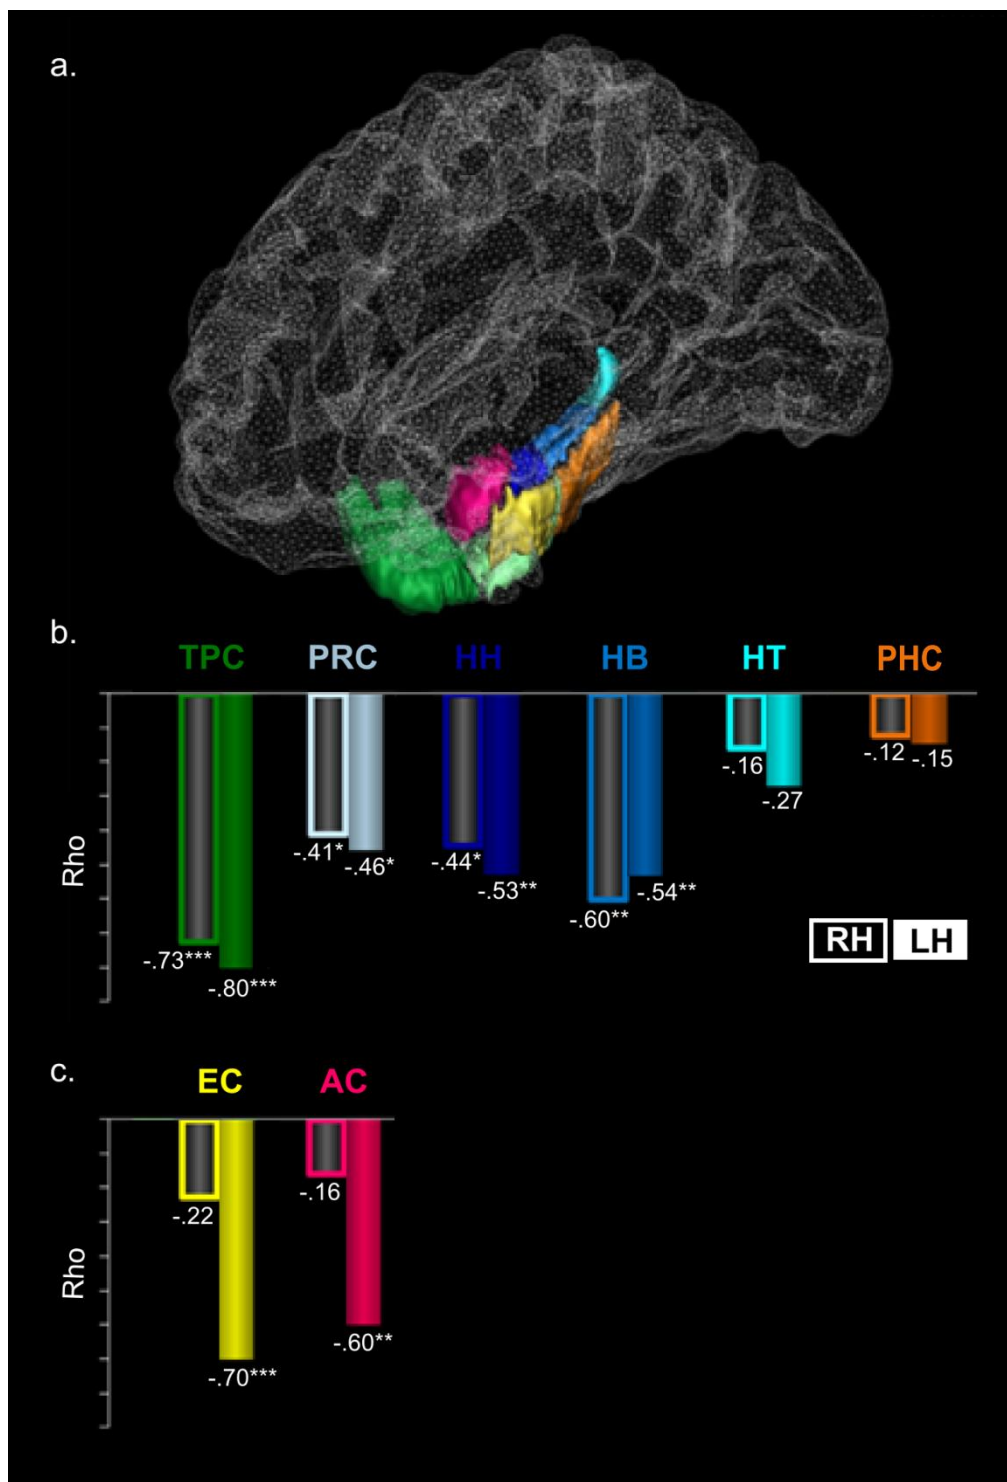 a.
b.
TPC PRC HH HB HT PHC
Rho
-.73*** -.80*** -.41* -.46* -.44* -.53** -.60** -.54** -.16 -.27 -.12 -.15
RH LH
c.
EC AC
Rho
-.22 -.70*** -.16 -.60**